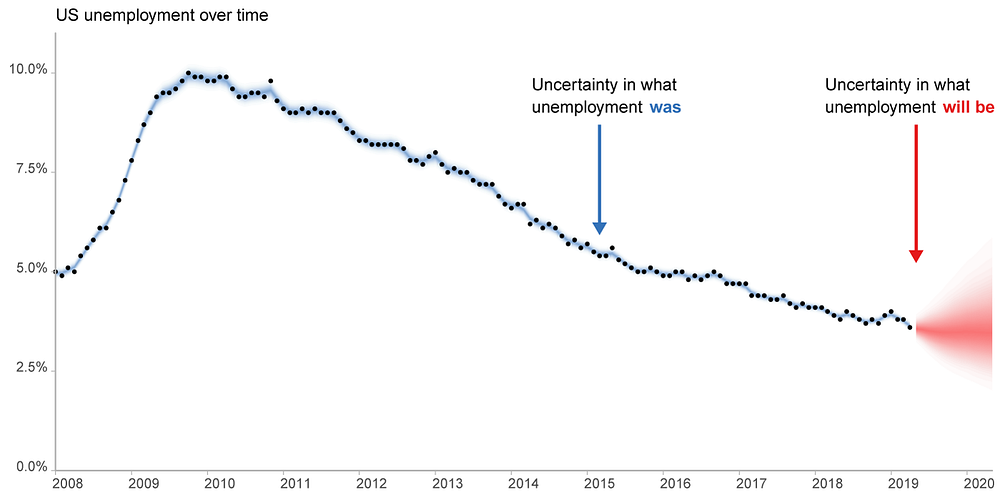 US unemployment over time
10.0%
7.5%
5.0%
2.5%
0.0%
Uncertainty in what
unemployment was
Uncertainty in what
unemployment will be
2008 2009 2010 2011 2012 2013 2014 2015 2016 2017 2018 2019 2020